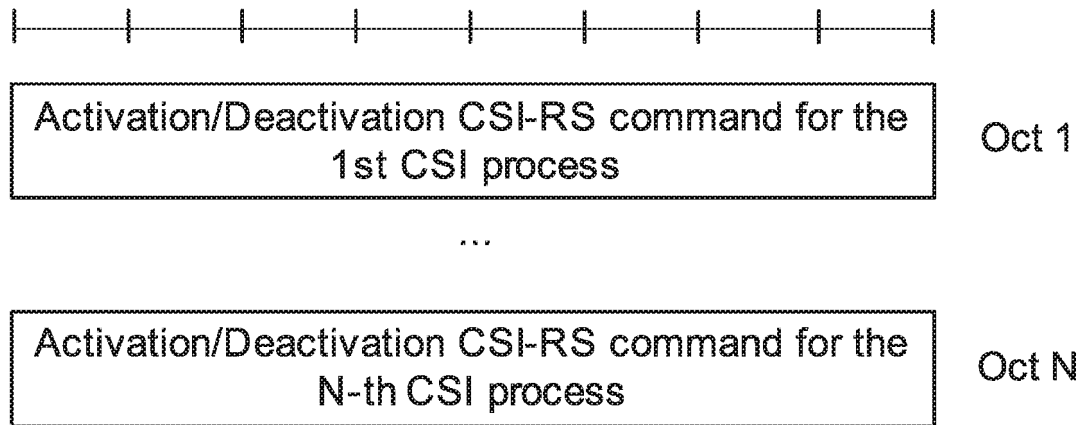 Activation/Deactivation CSI-RS command for the
1st CSI process
Oct 1
...
Activation/Deactivation CSI-RS command for the
N-th CSI process
Oct N